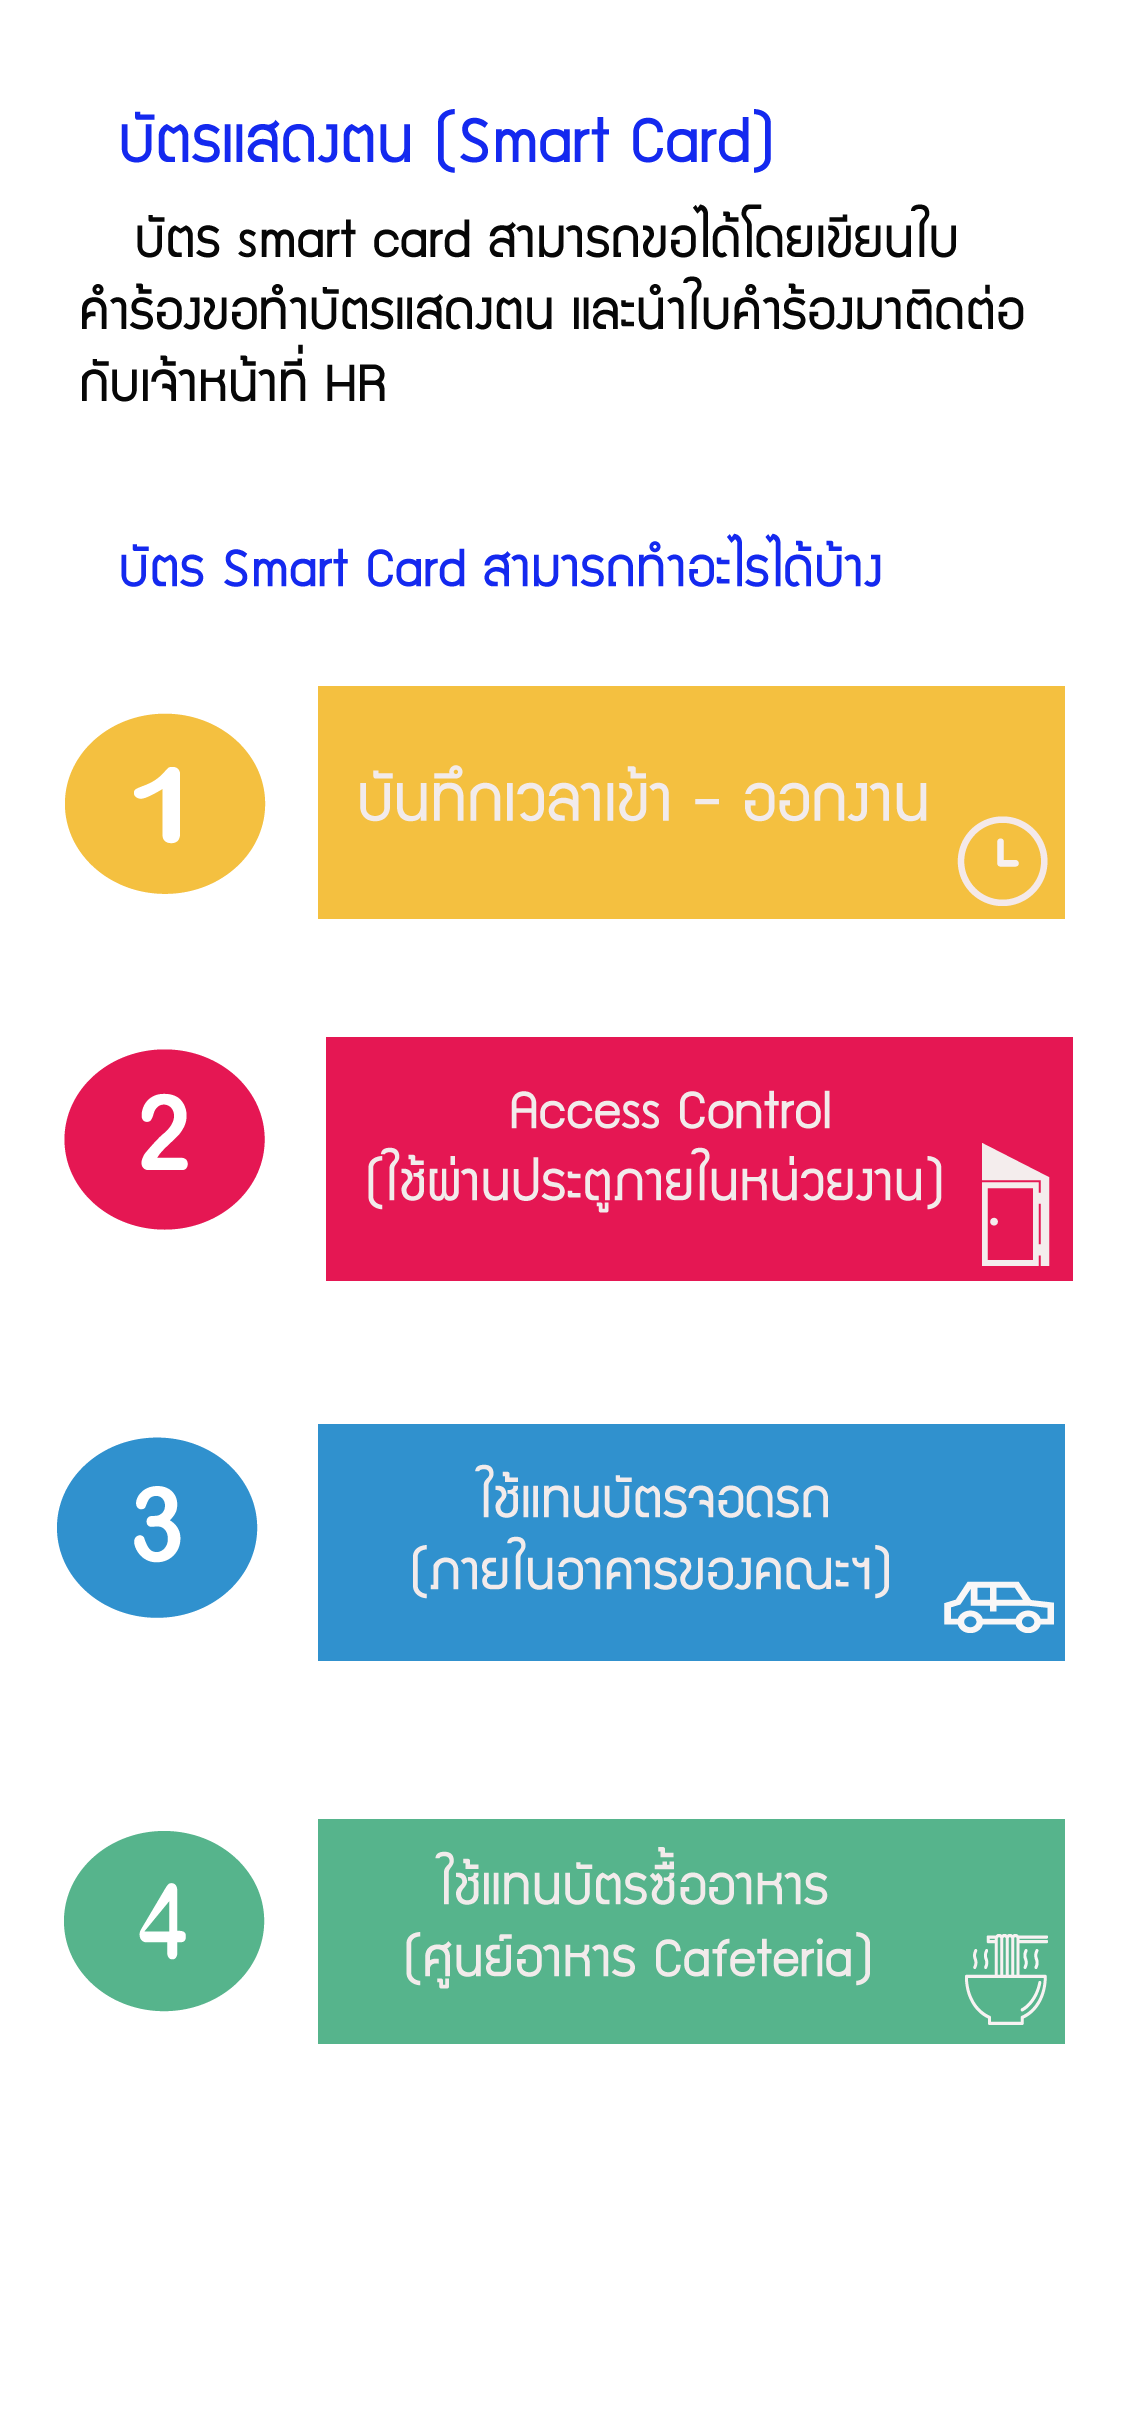 บัตรแสดงตน (Smart Card)
บัตร smart card สามารถขอได้โดยเขียนใบ
คำร้องขอทำบัตรแสดงตน และนำใบคำร้องมาติดต่อ
กับเจ้าหน้าที่ HR
บัตร Smart Card สามารถทำอะไรได้บ้าง
1
บันทึกเวลาเข้า - ออกงาน
2
Access Control
(ใช้ผ่านประตูภายในหน่วยงาน)
3
ใช้แทนบัตรจอดรถ
(ภายในอาคารของคณะฯ)
4
ใช้แทนบัตรซื้ออาหาร
(ศูนย์อาหาร Cafeteria)